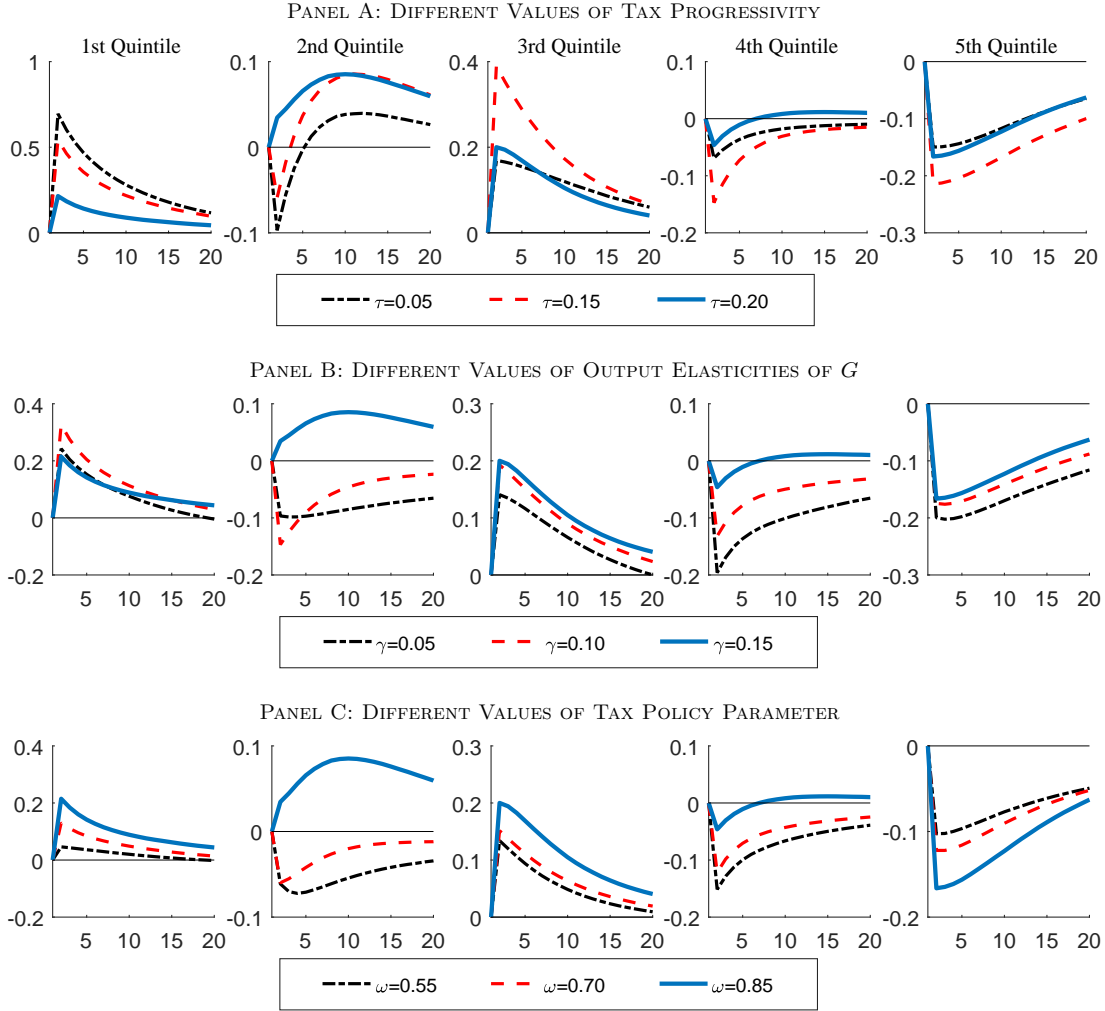 PANEL A: DIFFERENT VALUES OF TAX PROGRESSIVITY
1st Quintile 2nd Quintile 3rd Quintile 4th Quintile 5th Quintile
1 0.5 0
5 10 15 20
0.1 0 -0.1
5 10 15 20
0.4 0.2 0
5 10 15 20
0.1 0 -0.1 -0.2
5 10 15 20
0 -0.1 -0.2 -0.3
5 10 15 20
τ=0.05 τ=0.15 τ=0.20
PANEL B: DIFFERENT VALUES OF OUTPUT ELASTICITIES OF G
0.4 0.2 0 -0.2
5 10 15 20
0.1 0 -0.1 -0.2
5 10 15 20
0.3 0.2 0.1 0
5 10 15 20
0.1 0 -0.1 -0.2
5 10 15 20
0 -0.1 -0.2 -0.3
5 10 15 20
γ=0.05 γ=0.10 γ=0.15
PANEL C: DIFFERENT VALUES OF TAX POLICY PARAMETER
0.4 0.2 0 -0.2
5 10 15 20
0.1 0 -0.1
5 10 15 20
0.3 0.2 0.1 0
5 10 15 20
0.1 0 -0.1 -0.2
5 10 15 20
0 -0.1 -0.2
5 10 15 20
ω=0.55 ω=0.70 ω=0.85